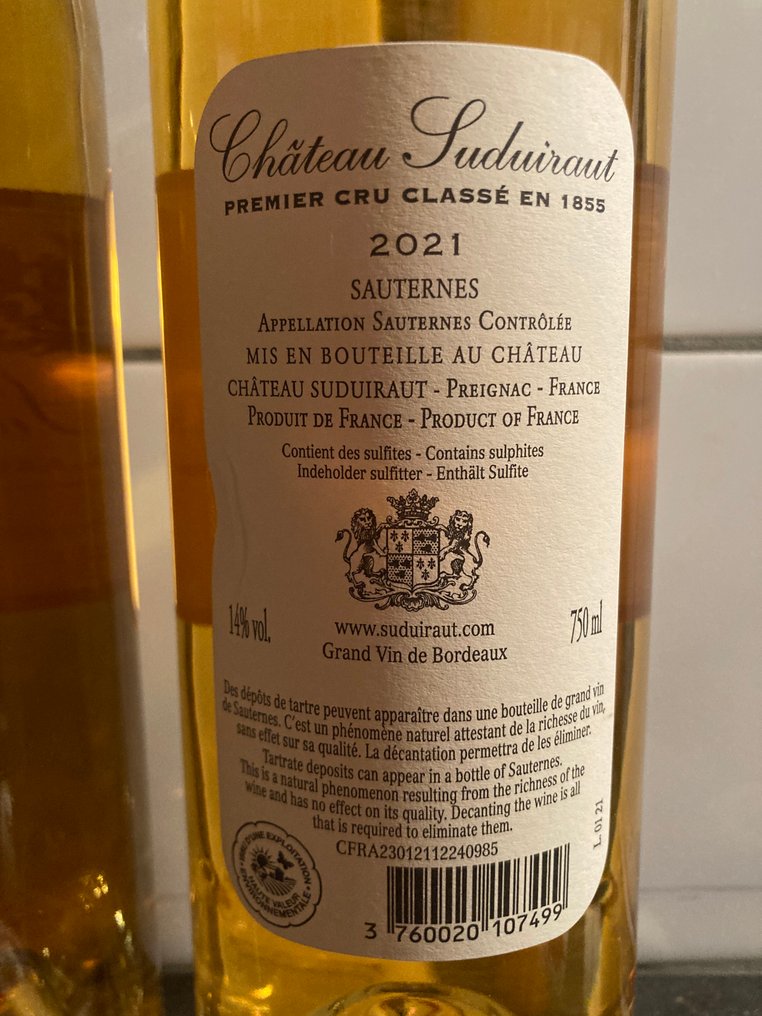 Château Suduiraut
PREMIER CRU CLASSÉ EN 1855
2021
SAUTERNES
APPELLATION SAUTERNES CONTRÔLÉE
MIS EN BOUTEILLE AU CHÂTEAU
CHÂTEAU SUDUIRAUT - PREIGNAC - FRANCE
PRODUIT DE FRANCE - PRODUCT OF FRANCE
Contient des sulfites - Contains sulphites
Indeholder sulfitter - Enthält Sulfite
14% vol,
750 ml
www.suduiraut.com
Grand Vin de Bordeaux
Des dépôts de tartre peuvent apparaître dans une bouteille de grand vin
de Sauternes. C'est un phénomène naturel attestant de la richesse du vin,
sans effet sur sa qualité. La décantation permettra de les éliminer.
Tartrate deposits can appear in a bottle of Sauternes.
This is a natural phenomenon resulting from the richness of the
wine and has no effect on its quality. Decanting the wine is all
that is required to eliminate them.
CFRA23012112240985
L. 01 21
D'UNE EXPLOITATION
HAUTE VALEUR
ENVIRONNEMENTALE
3 760020 107499